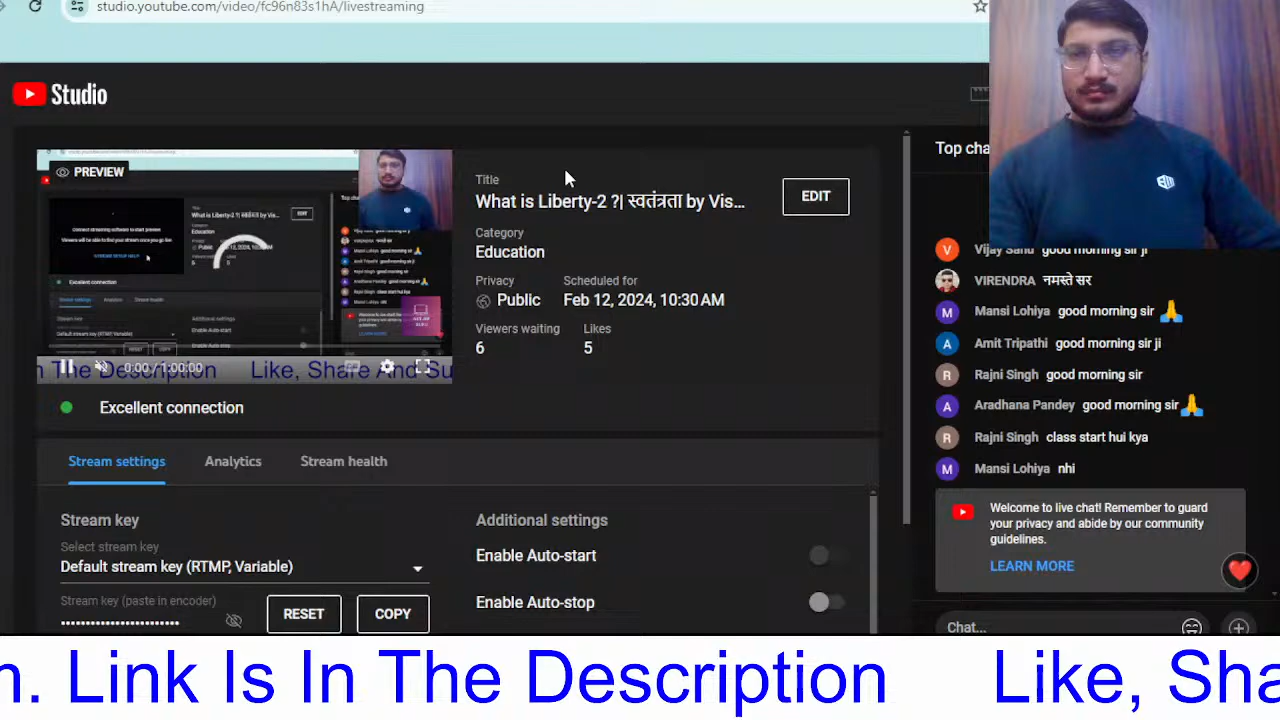 studio.youtube.com/video/fc96n83s1hA/livestreaming
Studio
PREVIEW
0:00 / 1:00:00
n The Description Like, Share And Su
Title
What is Liberty-2 ?| स्वतंत्रता by Vis...
EDIT
Category
Education
Privacy
Public
Scheduled for
Feb 12, 2024, 10:30 AM
Viewers waiting
6
Likes
5
Excellent connection
Stream settings
Analytics
Stream health
Stream key
Select stream key
Default stream key (RTMP, Variable)
Stream key (paste in encoder)
RESET
COPY
Additional settings
Enable Auto-start
Enable Auto-stop
Top cha
Vijay Sahu good morning sir ji
VIRENDRA नमस्ते सर
Mansi Lohiya good morning sir
Amit Tripathi good morning sir ji
Rajni Singh good morning sir
Aradhana Pandey good morning sir
Rajni Singh class start hui kya
Mansi Lohiya nhi
Welcome to live chat! Remember to guard
your privacy and abide by our community
guidelines.
LEARN MORE
Chat...
n. Link Is In The Description Like, Sha